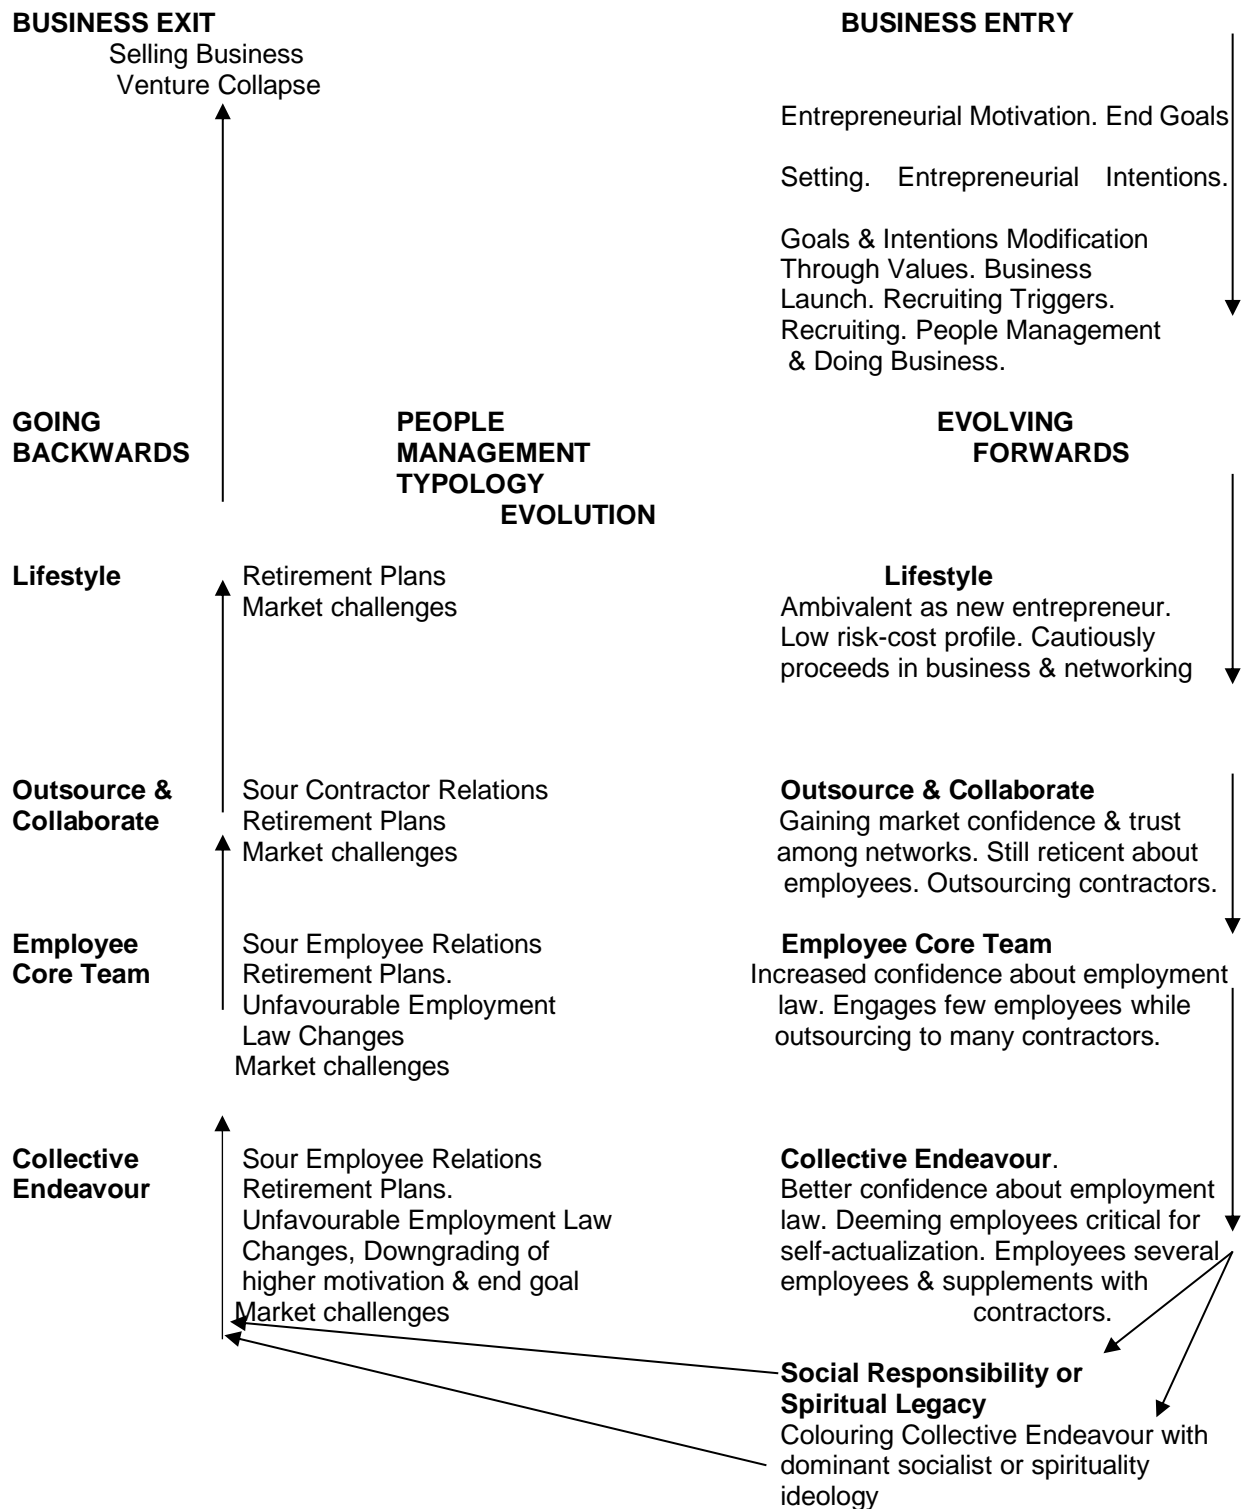 BUSINESS EXIT
Selling Business
Venture Collapse
BUSINESS ENTRY
Entrepreneurial Motivation. End Goals
Setting. Entrepreneurial Intentions.
Goals & Intentions Modification
Through Values. Business
Launch. Recruiting Triggers.
Recruiting. People Management
& Doing Business.
GOING
BACKWARDS
PEOPLE
MANAGEMENT
TYPOLOGY
EVOLUTION
EVOLVING
FORWARDS
Lifestyle
Retirement Plans
Market challenges
Lifestyle
Ambivalent as new entrepreneur.
Low risk-cost profile. Cautiously
proceeds in business & networking
Outsource &
Collaborate
Sour Contractor Relations
Retirement Plans
Market challenges
Outsource & Collaborate
Gaining market confidence & trust
among networks. Still reticent about
employees. Outsourcing contractors.
Employee
Core Team
Sour Employee Relations
Retirement Plans.
Unfavourable Employment
Law Changes
Market challenges
Employee Core Team
Increased confidence about employment
law. Engages few employees while
outsourcing to many contractors.
Collective
Endeavour
Sour Employee Relations
Retirement Plans.
Unfavourable Employment Law
Changes, Downgrading of
higher motivation & end goal
Market challenges
Collective Endeavour.
Better confidence about employment
law. Deeming employees critical for
self-actualization. Employees several
employees & supplements with
contractors.
Social Responsibility or
Spiritual Legacy
Colouring Collective Endeavour with
dominant socialist or spirituality
ideology